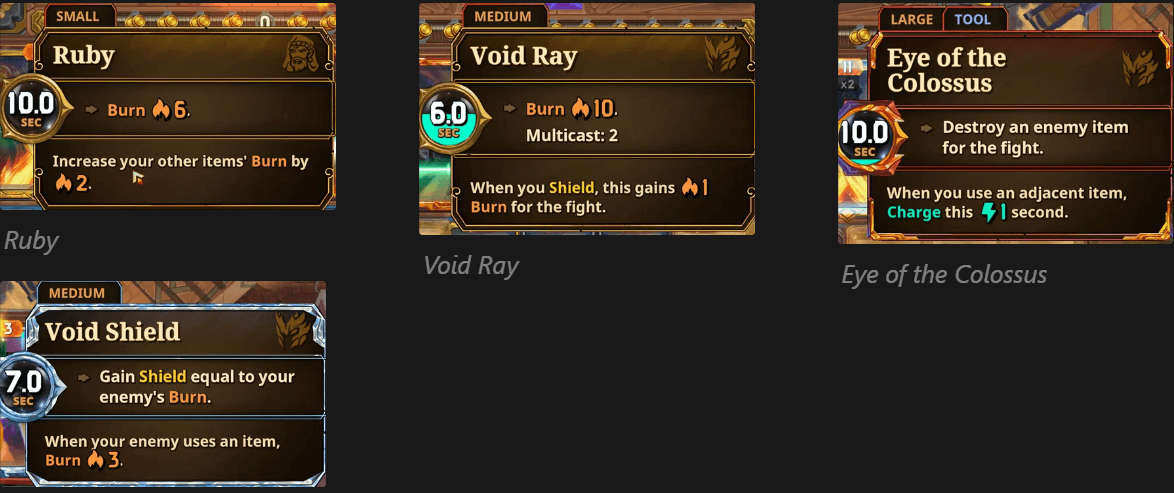 SMALL
Ruby
10.0
SEC
Burn 6.
Increase your other items' Burn by
2.
Ruby
MEDIUM
Void Ray
6.0
SEC
Burn 10.
Multicast: 2
When you Shield, this gains 1
Burn for the fight.
Void Ray
LARGE TOOL
Eye of the
Colossus
x2
10.0
SEC
Destroy an enemy item
for the fight.
When you use an adjacent item,
Charge this 1 second.
Eye of the Colossus
MEDIUM
3
Void Shield
7.0
SEC
Gain Shield equal to your
enemy's Burn.
When your enemy uses an item,
Burn 3.